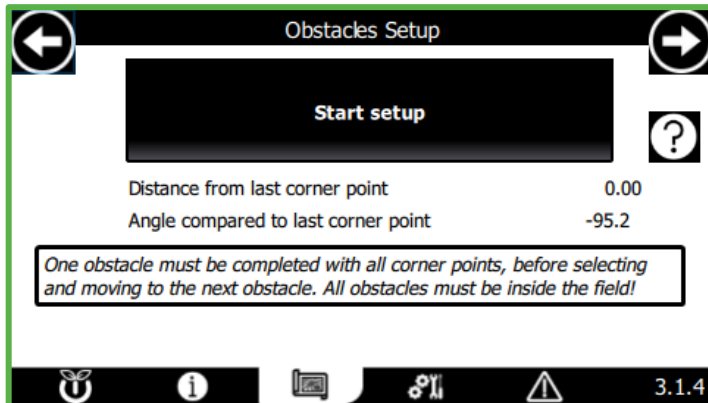 Obstacles Setup
Start setup
?
Distance from last corner point 0.00
Angle compared to last corner point -95.2
One obstacle must be completed with all corner points, before selecting
and moving to the next obstacle. All obstacles must be inside the field!
3.1.4